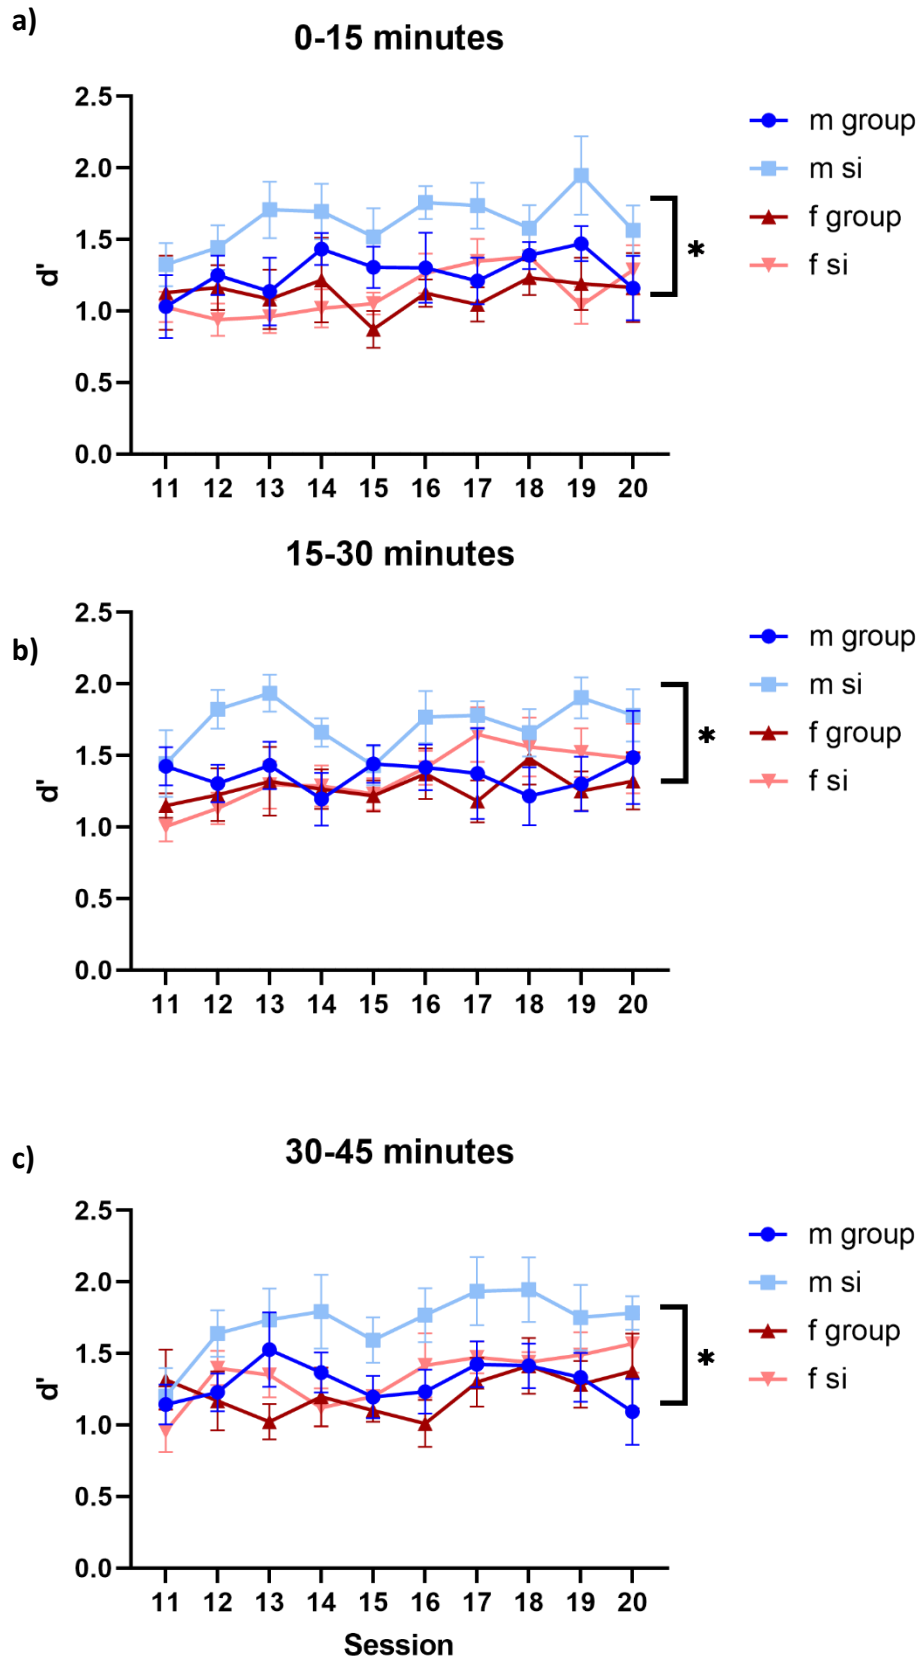 a)
0-15 minutes
d'
2.5
2.0
1.5
1.0
0.5
0.0
11 12 13 14 15 16 17 18 19 20
m group
m si
f group
f si
*
15-30 minutes
b)
d'
2.5
2.0
1.5
1.0
0.5
0.0
11 12 13 14 15 16 17 18 19 20
m group
m si
f group
f si
*
c)
30-45 minutes
d'
2.5
2.0
1.5
1.0
0.5
0.0
11 12 13 14 15 16 17 18 19 20
Session
m group
m si
f group
f si
*